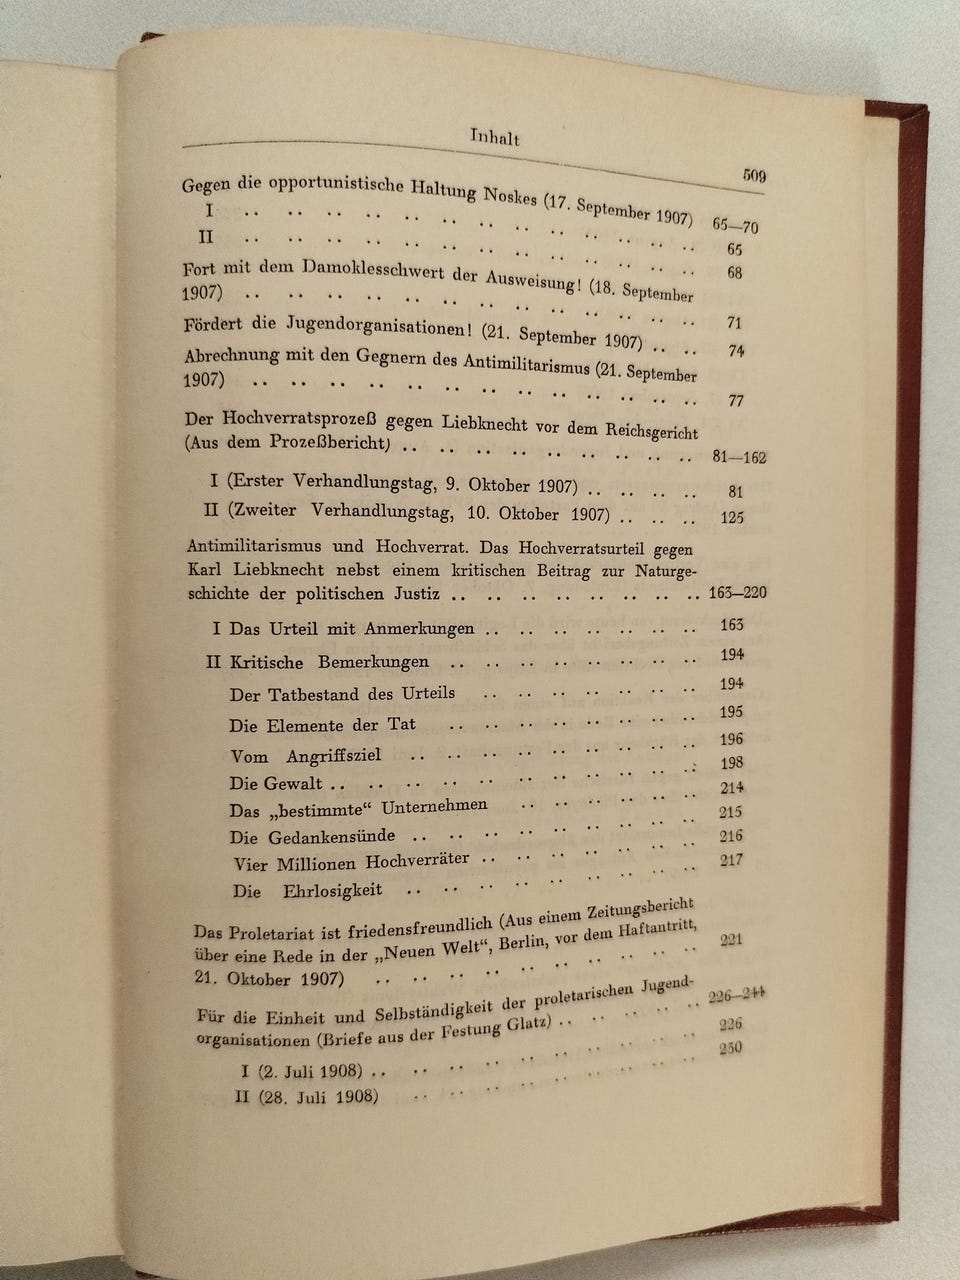 Inhalt
509
Gegen die opportunistische Haltung Noskes (17. September 1907) 65—70
I .. .. .. .. .. .. .. .. .. .. .. .. 65
II .. .. .. .. .. .. .. .. .. .. .. .. 68
Fort mit dem Damoklesschwert der Ausweisung! (18. September
1907) .. .. .. .. .. .. .. .. .. .. .. .. 71
Fördert die Jugendorganisationen! (21. September 1907) .. .. 74
Abrechnung mit den Gegnern des Antimilitarismus (21. September
1907) .. .. .. .. .. .. .. .. .. .. .. .. 77
Der Hochverratsprozeß gegen Liebknecht vor dem Reichsgericht
(Aus dem Prozeßbericht) .. .. .. .. .. .. .. .. .. 81—162
I (Erster Verhandlungstag, 9. Oktober 1907) .. .. .. .. 81
II (Zweiter Verhandlungstag, 10. Oktober 1907) .. .. .. 125
Antimilitarismus und Hochverrat. Das Hochverratsurteil gegen
Karl Liebknecht nebst einem kritischen Beitrag zur Naturge-
schichte der politischen Justiz .. .. .. .. .. .. .. .. 163—220
I Das Urteil mit Anmerkungen .. .. .. .. .. .. .. 163
II Kritische Bemerkungen .. .. .. .. .. .. .. .. 194
Der Tatbestand des Urteils .. .. .. .. .. .. .. 194
Die Elemente der Tat .. .. .. .. .. .. .. .. 195
Vom Angriffsziel .. .. .. .. .. .. .. .. .. 196
Die Gewalt .. .. .. .. .. .. .. .. .. .. .. 198
Das „bestimmte“ Unternehmen .. .. .. .. .. .. 214
Die Gedankensünde .. .. .. .. .. .. .. .. .. 215
Vier Millionen Hochverräter .. .. .. .. .. .. .. 216
Die Ehrlosigkeit .. .. .. .. .. .. .. .. .. 217
Das Proletariat ist friedensfreundlich (Aus einem Zeitungsbericht
über eine Rede in der „Neuen Welt“, Berlin, vor dem Haftantritt,
21. Oktober 1907) .. .. .. .. .. .. .. .. .. 221
Für die Einheit und Selbständigkeit der proletarischen Jugend-
organisationen (Briefe aus der Festung Glatz) .. .. .. .. .. 226—244
I (2. Juli 1908) .. .. .. .. .. .. .. .. .. .. 226
II (28. Juli 1908) .. .. .. .. .. .. .. .. .. 230